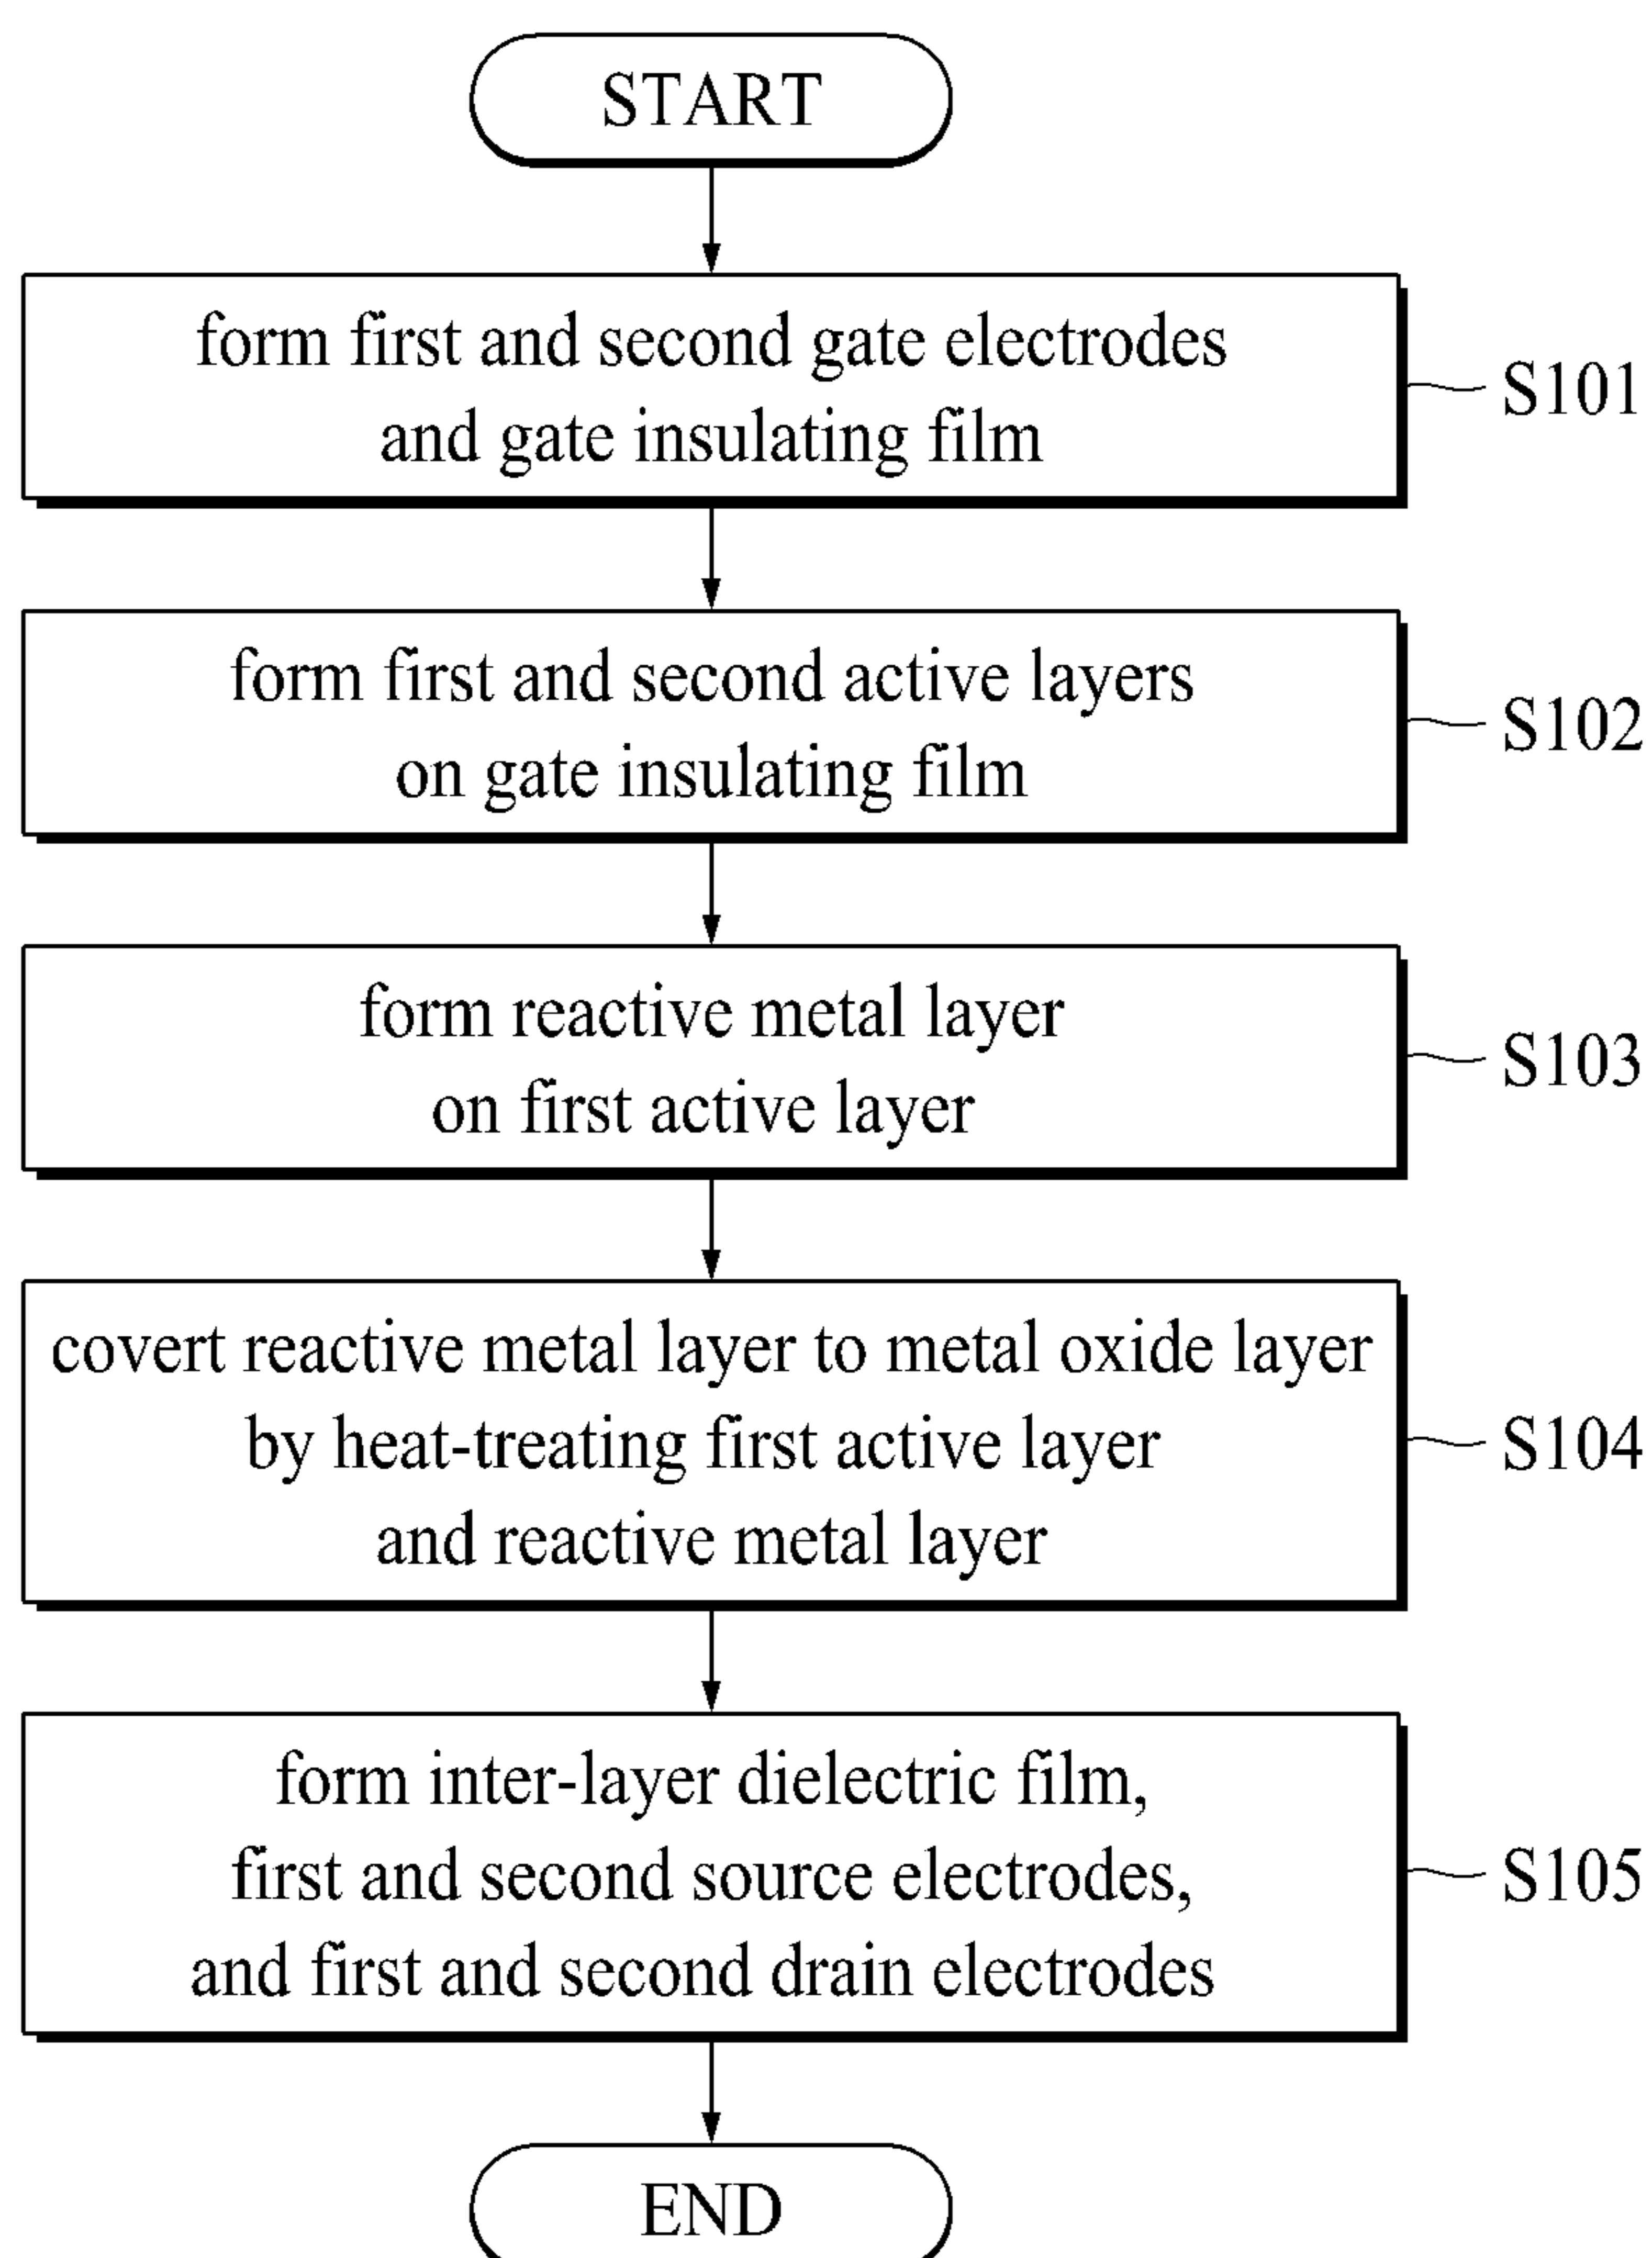 START
form first and second gate electrodes
and gate insulating film
S101
form first and second active layers
on gate insulating film
S102
form reactive metal layer
on first active layer
S103
covert reactive metal layer to metal oxide layer
by heat-treating first active layer
and reactive metal layer
S104
form inter-layer dielectric film,
first and second source electrodes,
and first and second drain electrodes
S105
END